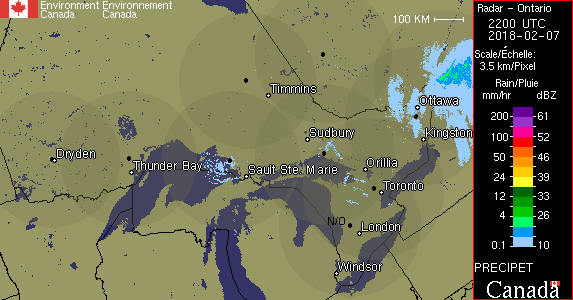 Environment Environnement
Canada Canada
100 KM
Timmins
Ottawa
Sudbury
Kingston
Dryden
Thunder Bay
Sault Ste. Marie
Orillia
Toronto
N/O
London
Windsor
Radar - Ontario
2200 UTC
2018-02-07
Scale/Échelle:
3.5 km/Pixel
Rain/Pluie
mm/hr dBZ
200 61
100 52
50 46
24 39
12 33
4 26
0.1 10
PRECIPET
Canada